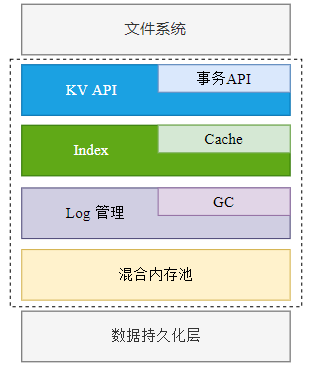 文件系统
事务API
KV API
Cache
Index
GC
Log 管理
混合内存池
数据持久化层